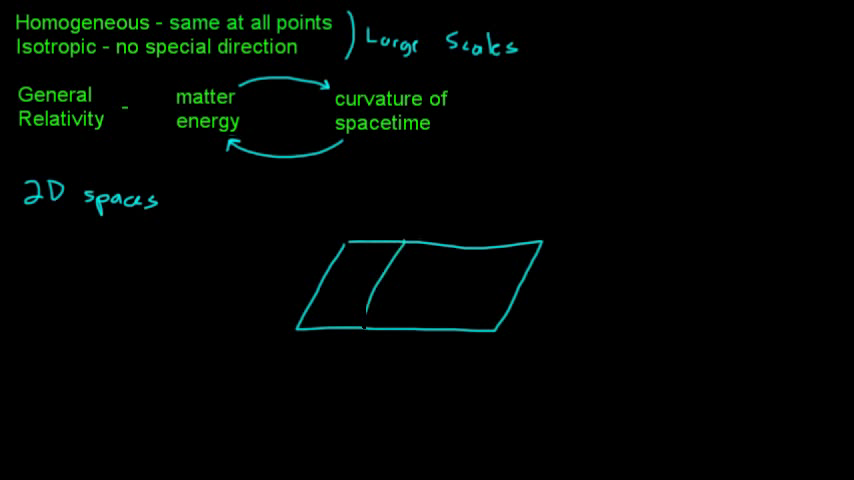 Homogeneous - same at all points
Isotropic - no special direction
Large Scales
General Relativity - matter energy
curvature of spacetime
2D spaces